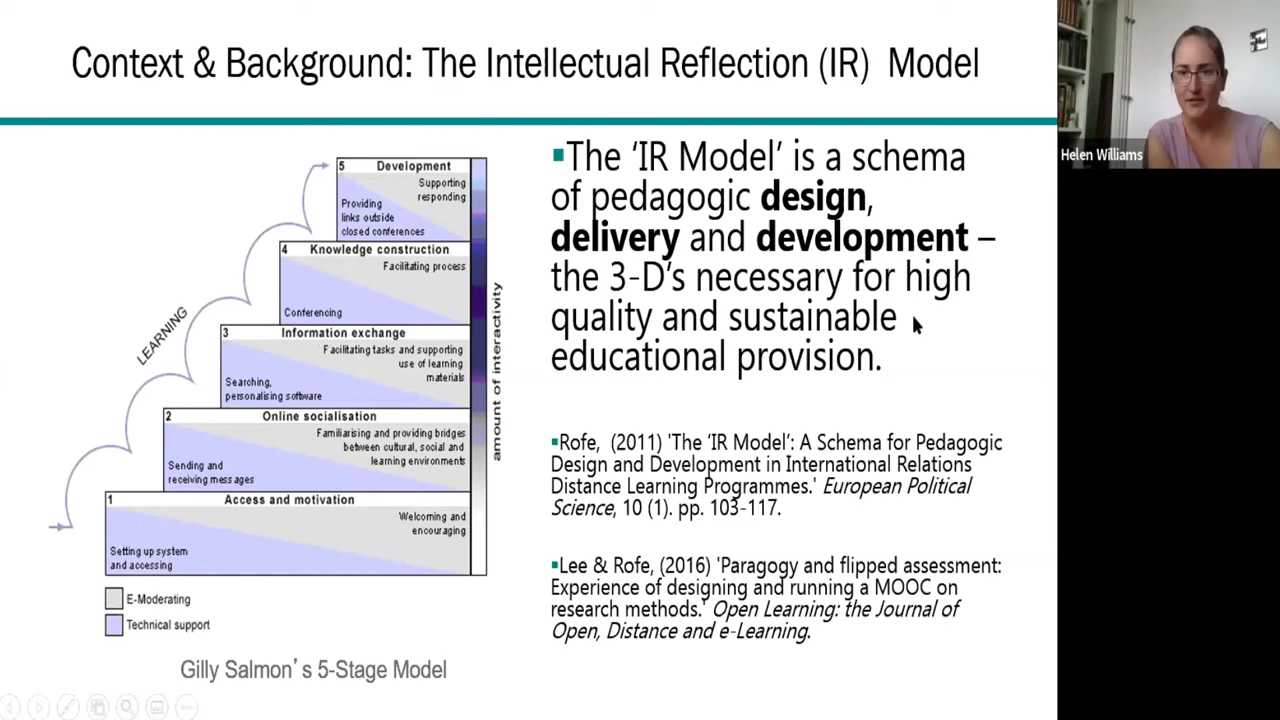 Context & Background: The Intellectual Reflection (IR) Model
5 Development
Supporting
responding
Providing
links outside
closed conferences
4 Knowledge construction
Facilitating process
Conferencing
3 Information exchange
Facilitating tasks and supporting
use of learning
materials
Searching,
personalising software
2 Online socialisation
Familiarising and providing bridges
between cultural, social and
learning environments
Sending and
receiving messages
1 Access and motivation
Welcoming and
encouraging
Setting up system
and accessing
LEARNING
amount of interactivity
E-Moderating
Technical support
Gilly Salmon's 5-Stage Model
▪The ‘IR Model’ is a schema
of pedagogic design,
delivery and development –
the 3-D’s necessary for high
quality and sustainable
educational provision.
▪Rofe, (2011) 'The ‘IR Model’: A Schema for Pedagogic
Design and Development in International Relations
Distance Learning Programmes.' European Political
Science, 10 (1). pp. 103-117.
▪Lee & Rofe, (2016) 'Paragogy and flipped assessment:
Experience of designing and running a MOOC on
research methods.' Open Learning: the Journal of
Open, Distance and e-Learning.
Helen Williams